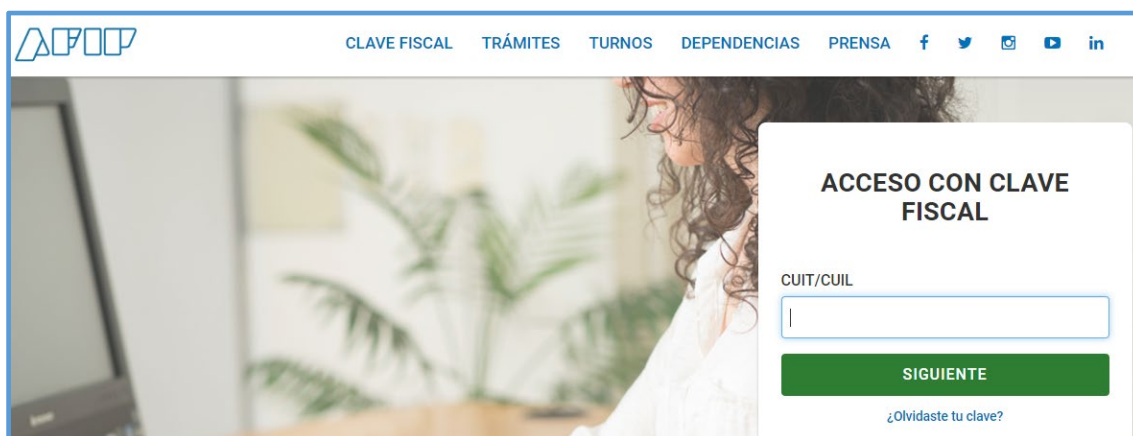 AFIP
CLAVE FISCAL TRÁMITES TURNOS DEPENDENCIAS PRENSA
ACCESO CON CLAVE
FISCAL
CUIT/CUIL
SIGUIENTE
¿Olvidaste tu clave?